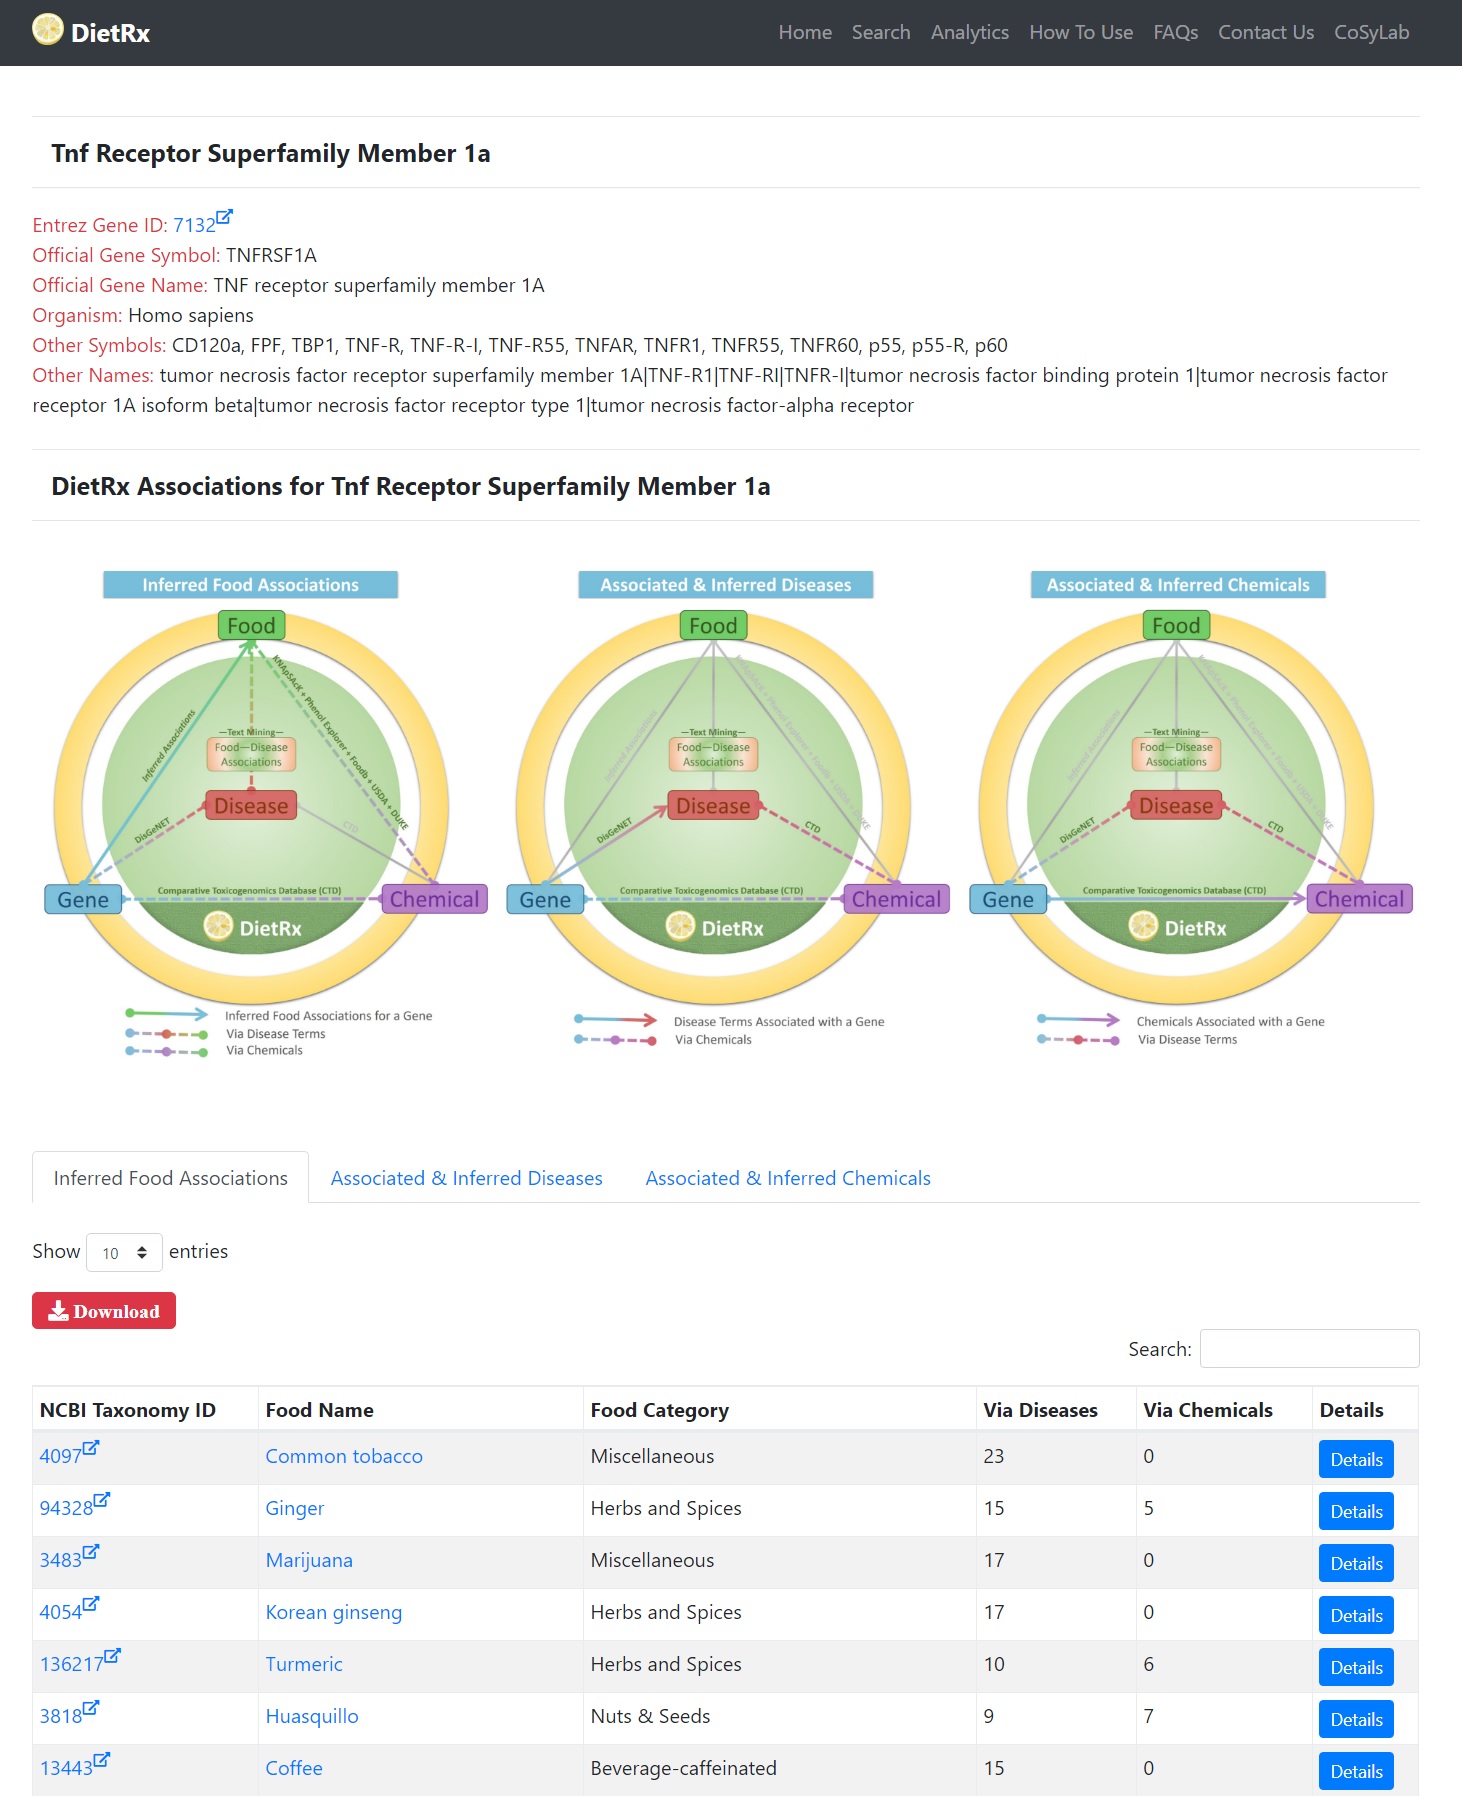 DietRx
Home Search Analytics How To Use FAQs Contact Us CoSyLab
Tnf Receptor Superfamily Member 1a
Entrez Gene ID: 7132
Official Gene Symbol: TNFRSF1A
Official Gene Name: TNF receptor superfamily member 1A
Organism: Homo sapiens
Other Symbols: CD120a, FPF, TBP1, TNF-R, TNF-R-I, TNF-R55, TNFAR, TNFR1, TNFR55, TNFR60, p55, p55-R, p60
Other Names: tumor necrosis factor receptor superfamily member 1A|TNF-R1|TNF-RI|TNFR-I|tumor necrosis factor binding protein 1|tumor necrosis factor
receptor 1A isoform beta|tumor necrosis factor receptor type 1|tumor necrosis factor-alpha receptor
DietRx Associations for Tnf Receptor Superfamily Member 1a
Inferred Food Associations
Food
KNApSAcK + Phenol Explorer + Foodb + USDA + DUKE
Inferred Associations
—Text Mining—
Food—Disease
Associations
Disease
DisGeNET
CTD
Comparative Toxicogenomics Database (CTD)
Gene
Chemical
DietRx
Inferred Food Associations for a Gene
Via Disease Terms
Via Chemicals
Associated & Inferred Diseases
Food
KNApSAcK + Phenol Explorer + Foodb + USDA + DUKE
Inferred Associations
—Text Mining—
Food—Disease
Associations
Disease
DisGeNET
CTD
Comparative Toxicogenomics Database (CTD)
Gene
Chemical
DietRx
Disease Terms Associated with a Gene
Via Chemicals
Associated & Inferred Chemicals
Food
KNApSAcK + Phenol Explorer + Foodb + USDA + DUKE
Inferred Associations
—Text Mining—
Food—Disease
Associations
Disease
DisGeNET
CTD
Comparative Toxicogenomics Database (CTD)
Gene
Chemical
DietRx
Chemicals Associated with a Gene
Via Disease Terms
Inferred Food Associations Associated & Inferred Diseases Associated & Inferred Chemicals
Show 10 entries
Download
Search:
NCBI Taxonomy ID Food Name Food Category Via Diseases Via Chemicals Details
4097 Common tobacco Miscellaneous 23 0 Details
94328 Ginger Herbs and Spices 15 5 Details
3483 Marijuana Miscellaneous 17 0 Details
4054 Korean ginseng Herbs and Spices 17 0 Details
136217 Turmeric Herbs and Spices 10 6 Details
3818 Huasquillo Nuts & Seeds 9 7 Details
13443 Coffee Beverage-caffeinated 15 0 Details